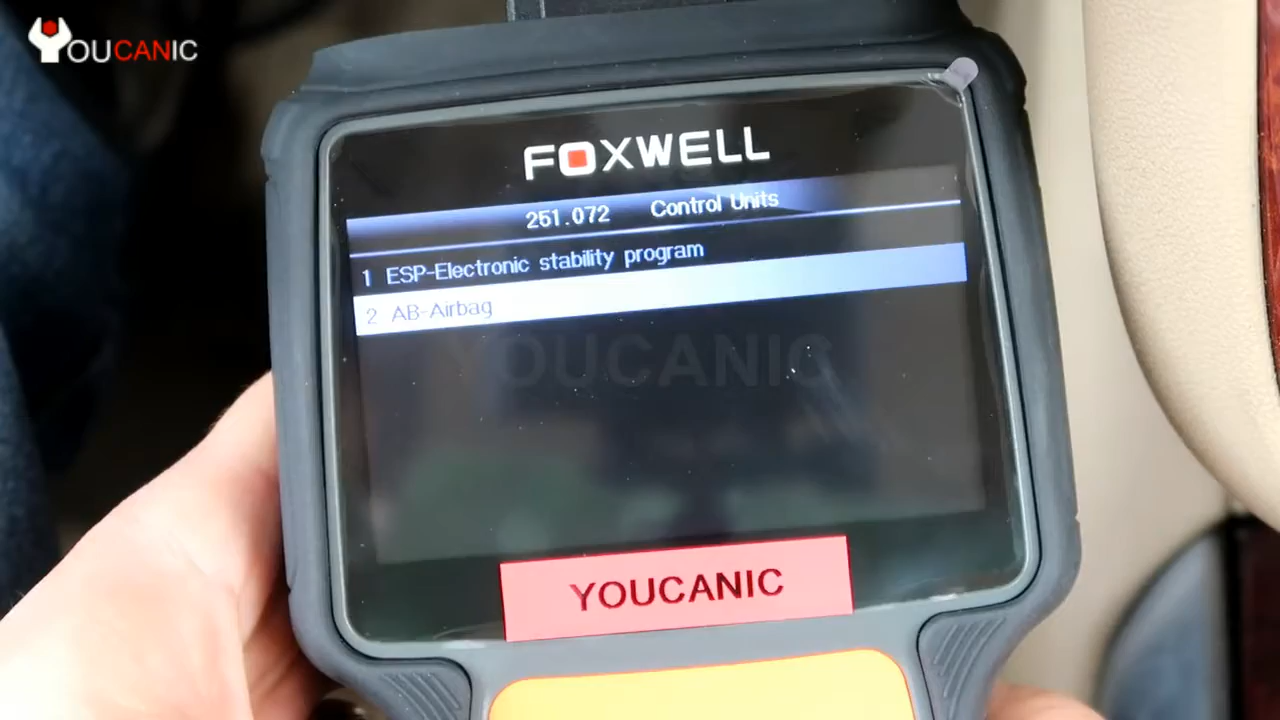 YOUCANIC
FOXWELL
251.072 Control Units
1 ESP-Electronic stability program
2 AB-Airbag
YOUCANIC
YOUCANIC